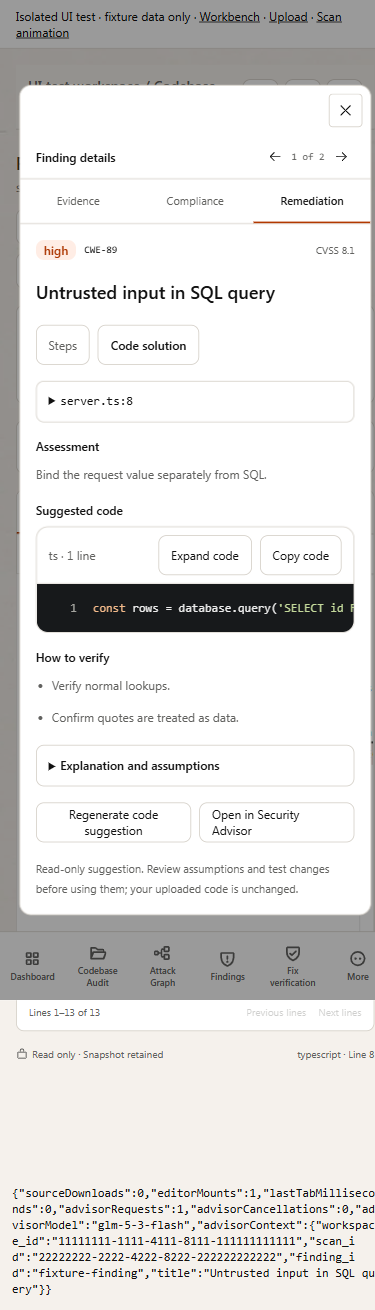 Isolated UI test · fixture data only · Workbench · Upload · Scan
animation
Finding details
1 of 2
Evidence
Compliance
Remediation
high
CWE-89
CVSS 8.1
Untrusted input in SQL query
Steps
Code solution
server.ts:8
Assessment
Bind the request value separately from SQL.
Suggested code
ts · 1 line
Expand code
Copy code
1 const rows = database.query('SELECT id
How to verify
• Verify normal lookups.
• Confirm quotes are treated as data.
Explanation and assumptions
Regenerate code
suggestion
Open in Security
Advisor
Read-only suggestion. Review assumptions and test changes
before using them; your uploaded code is unchanged.
Dashboard
Codebase
Audit
Attack
Graph
Findings
Fix
verification
More
Lines 1–13 of 13
Previous lines
Next lines
Read only · Snapshot retained
typescript · Line 8
{"sourceDownloads":0,"editorMounts":1,"lastTabMilliseco
nds":0,"advisorRequests":1,"advisorCancellations":0,"ad
visorModel":"glm-5-3-flash","advisorContext":{"workspac
e_id":"11111111-1111-4111-8111-111111111111","scan_i
d":"22222222-2222-4222-8222-222222222222","finding_i
d":"fixture-finding","title":"Untrusted input in SQL qu
ery"}}